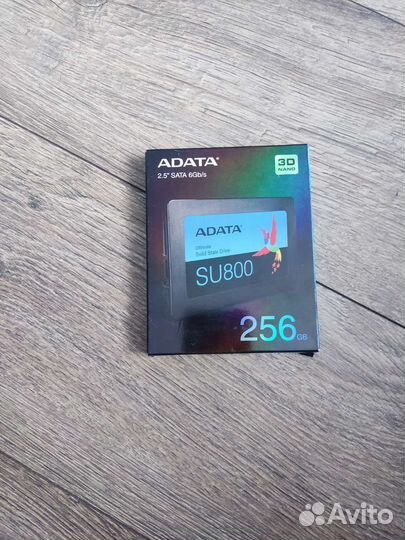 ADATA®
3D
NAND
2.5" SATA 6Gb/s
ADATA
Ultimate
Solid State Drive
SU800
256GB
Avito